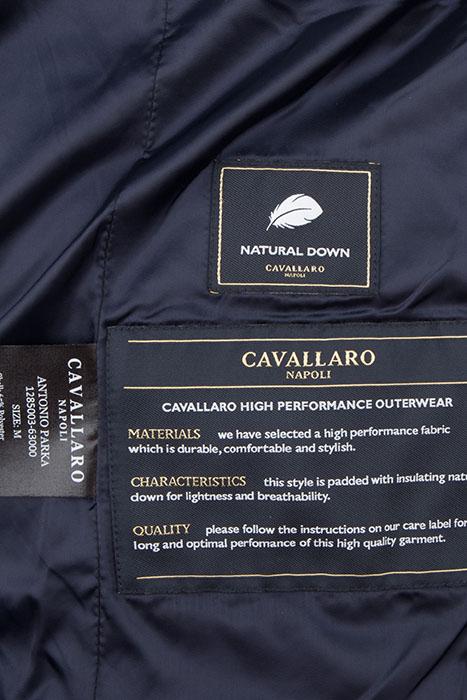 NATURAL DOWN
CAVALLARO
NAPOLI
CAVALLARO
NAPOLI
CAVALLARO HIGH PERFORMANCE OUTERWEAR
MATERIALS we have selected a high performance fabric
which is durable, comfortable and stylish.
CHARACTERISTICS this style is padded with insulating natu
down for lightness and breathability.
QUALITY please follow the instructions on our care label for
long and optimal perfomance of this high quality garment.
CAVALLARO
NAPOLI
ANTONIO PARKA
1285003-63900
SIZE: M